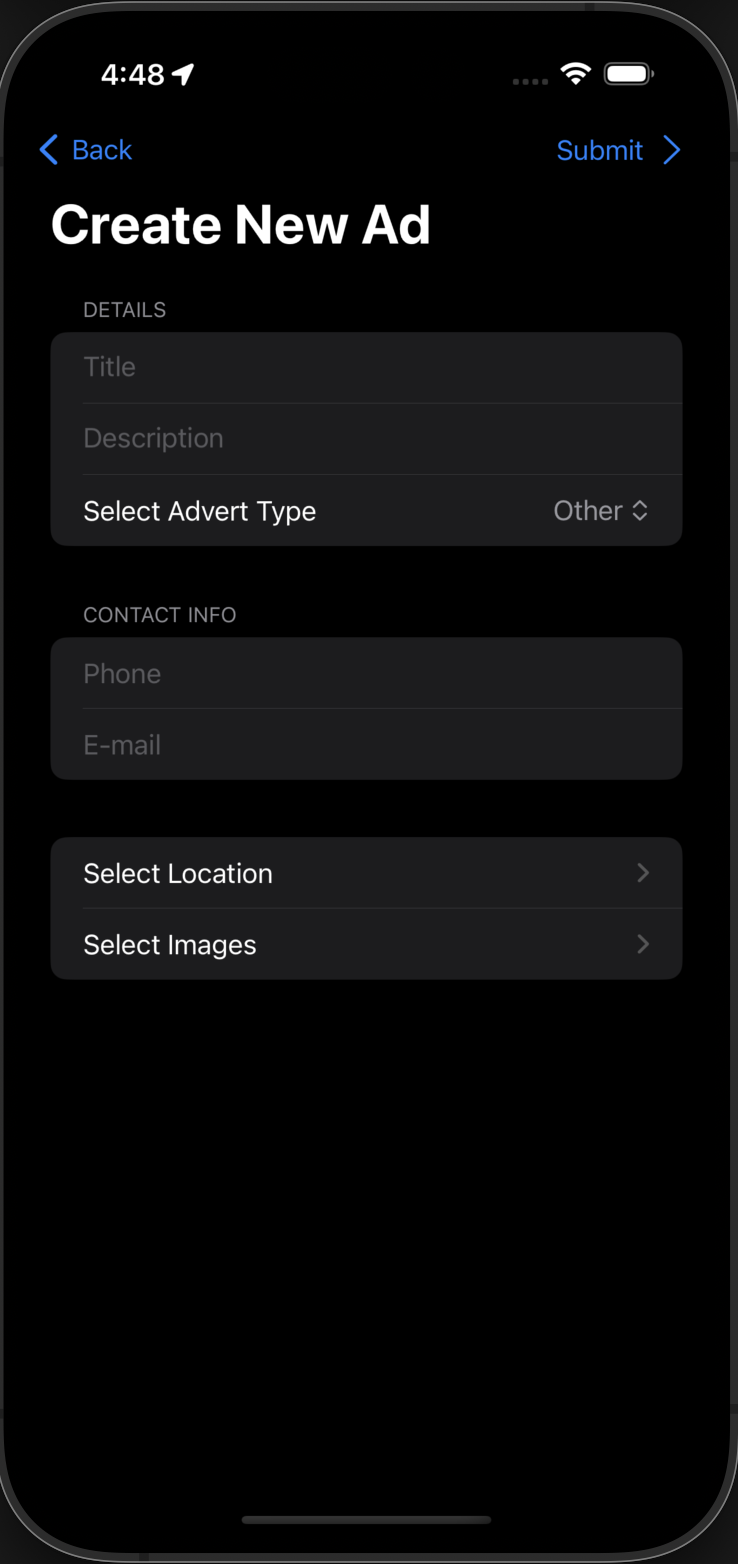 4:48
Back
Submit
Create New Ad
DETAILS
Title
Description
Select Advert Type
Other
CONTACT INFO
Phone
E-mail
Select Location
Select Images